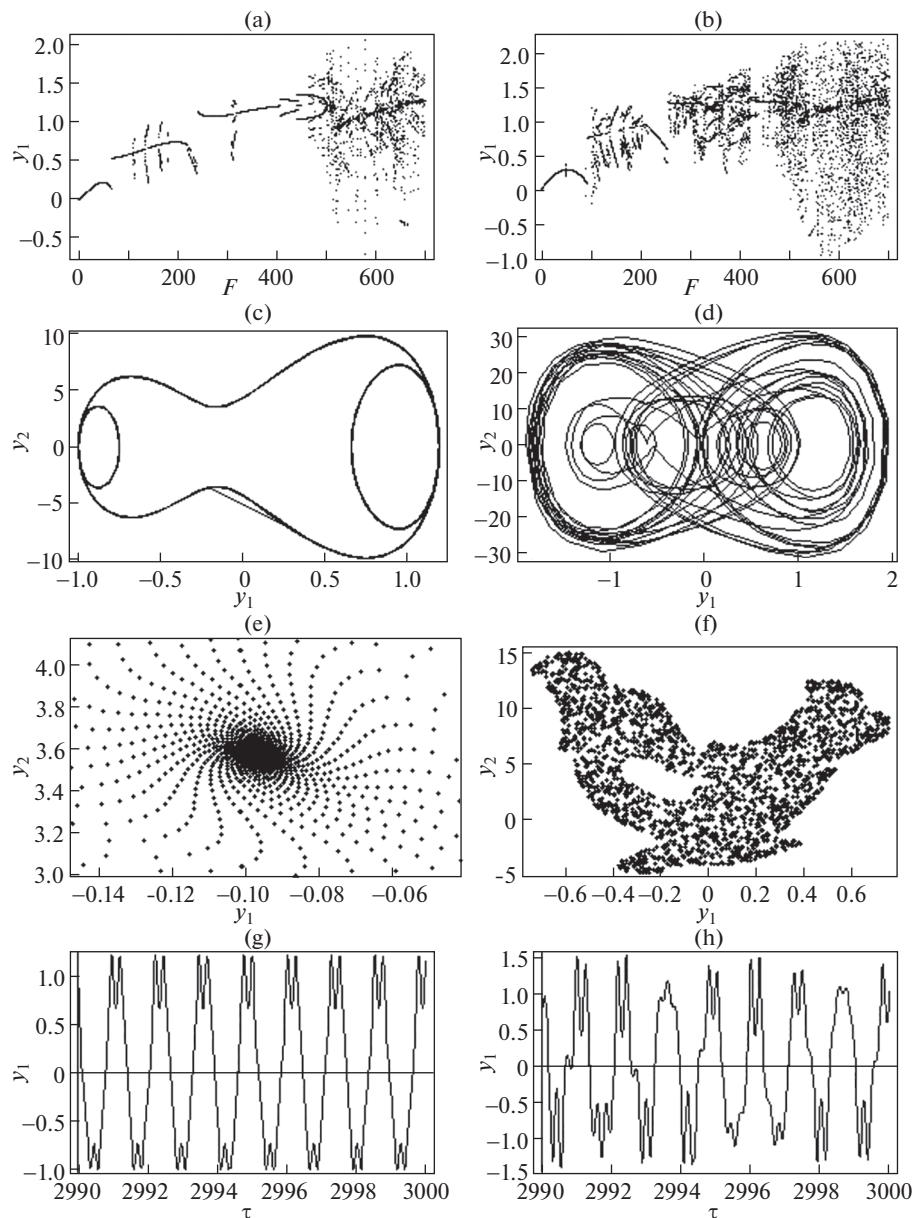 (a) (b)
2.0
1.5
1.0
0.5
0
−0.5
y1
0 200 400 600
F
2.0
1.5
1.0
0.5
0
−0.5
−1.0
y1
0 200 400 600
F
(c) (d)
10
5
0
−5
−10
y2
−1.0 −0.5 0 0.5 1.0
y1
30
20
10
0
−10
−20
−30
y2
−1 0 1 2
y1
(e) (f)
4.0
3.8
3.6
3.4
3.2
3.0
y2
−0.14 −0.12 −0.10 −0.08 −0.06
y1
15
10
5
0
−5
y2
−0.6 −0.4 −0.2 0 0.2 0.4 0.6
y1
(g) (h)
1.0
0.5
0
−0.5
−1.0
y1
2990 2992 2994 2996 2998 3000
τ
1.5
1.0
0.5
0
−0.5
−1.0
−1.5
y1
2990 2992 2994 2996 2998 3000
τ